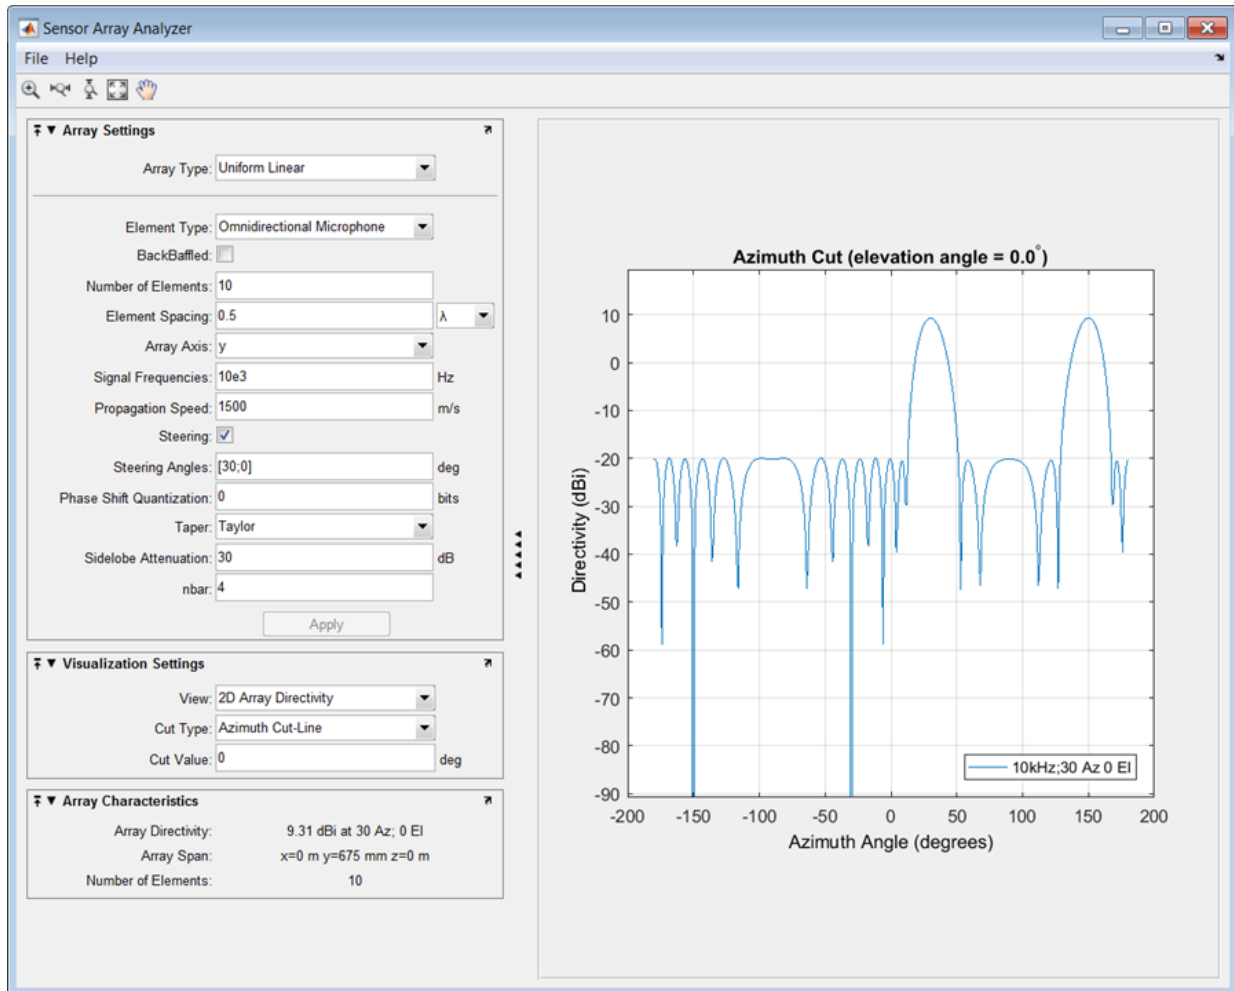 Sensor Array Analyzer
File Help
Array Settings
Array Type: Uniform Linear
Element Type: Omnidirectional Microphone
BackBaffled:
Number of Elements: 10
Element Spacing: 0.5 λ
Array Axis: y
Signal Frequencies: 10e3 Hz
Propagation Speed: 1500 m/s
Steering:
Steering Angles: [30;0] deg
Phase Shift Quantization: 0 bits
Taper: Taylor
Sidelobe Attenuation: 30 dB
nbar: 4
Apply
Visualization Settings
View: 2D Array Directivity
Cut Type: Azimuth Cut-Line
Cut Value: 0 deg
Array Characteristics
Array Directivity: 9.31 dBi at 30 Az; 0 El
Array Span: x=0 m y=675 mm z=0 m
Number of Elements: 10
Azimuth Cut (elevation angle = 0.0°)
10
0
-10
-20
-30
-40
-50
-60
-70
-80
-90
Directivity (dBi)
10kHz;30 Az 0 El
-200 -150 -100 -50 0 50 100 150 200
Azimuth Angle (degrees)